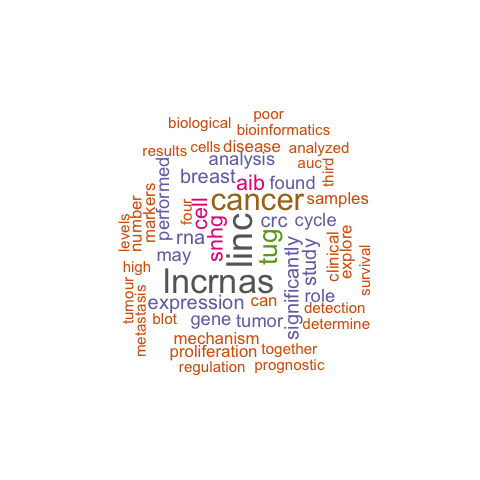 poor
biological
bioinformatics
results
cells
disease
analyzed
analysis
auc
third
breast
aib
found
performed
cancer
samples
markers
four
cell
number
levels
snhg
linc
tug
crc
cycle
rna
may
lncrnas
significantly
study
clinical
explore
survival
high
tumour
metastasis
expression
can
role
blot
gene
tumor
detection
determine
mechanism
proliferation
together
regulation
prognostic